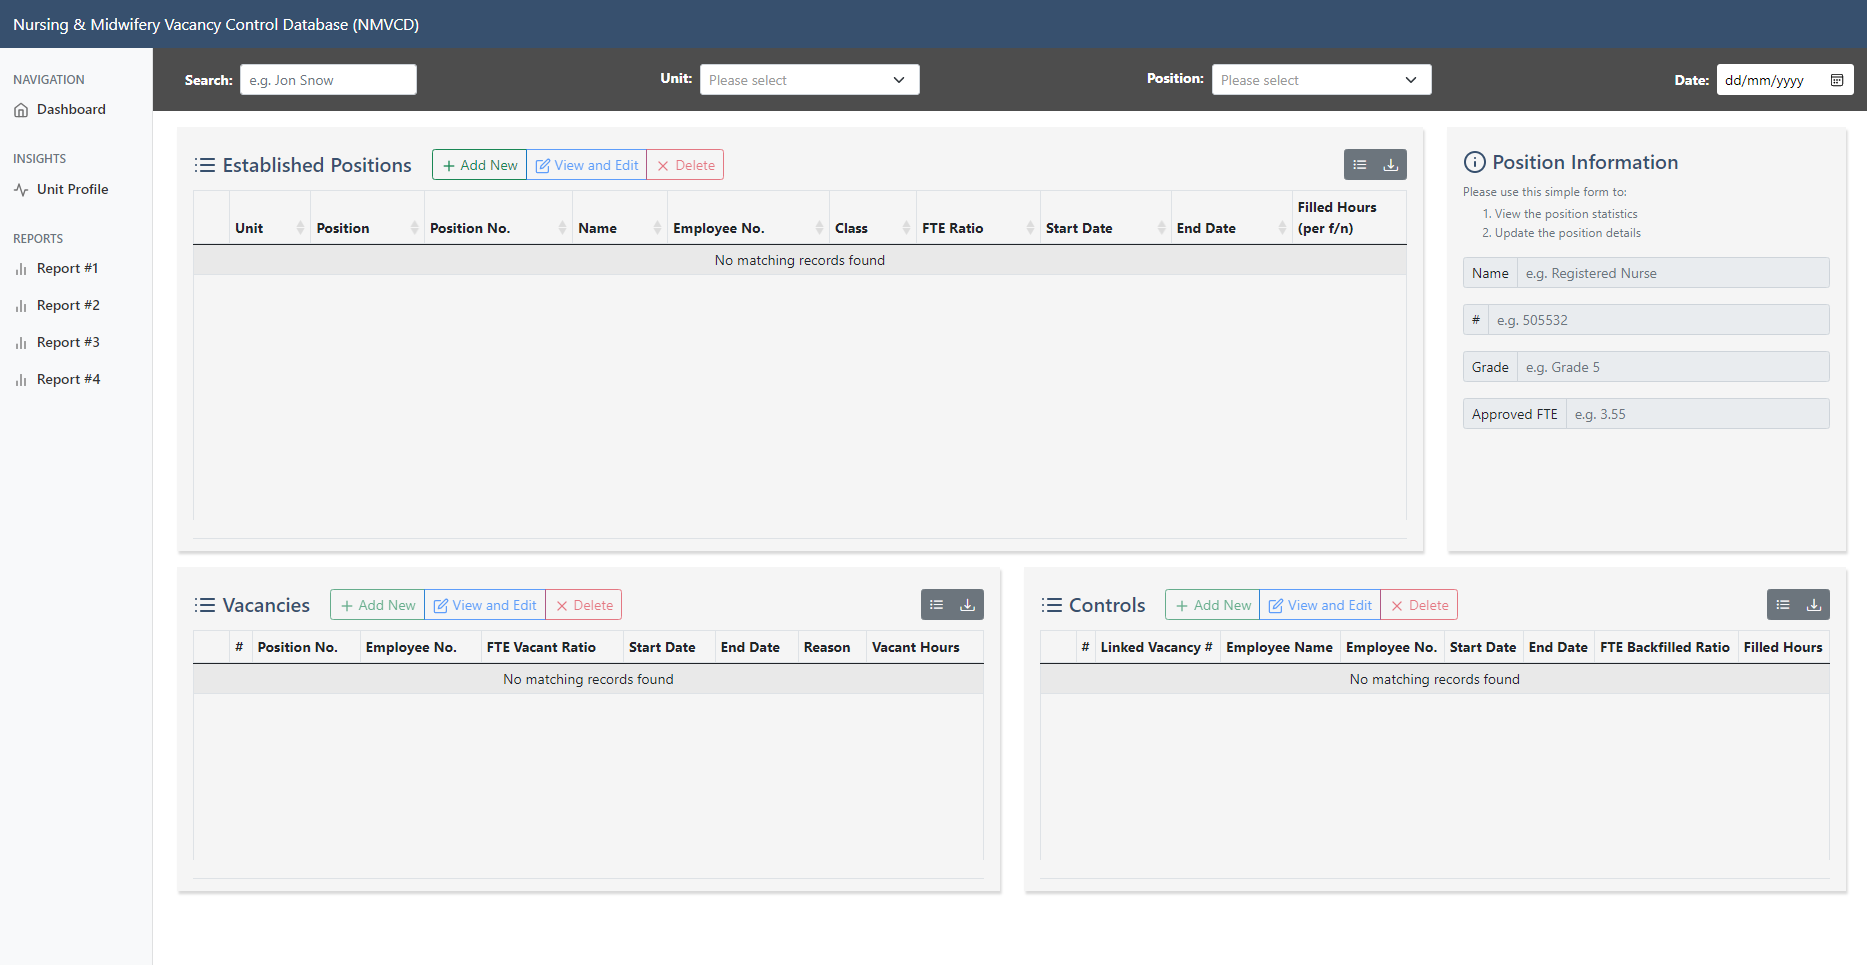 Nursing & Midwifery Vacancy Control Database (NMVCD)
NAVIGATION
Dashboard
INSIGHTS
Unit Profile
REPORTS
Report #1
Report #2
Report #3
Report #4
Search: e.g. Jon Snow Unit: Please select Position: Please select Date: dd/mm/yyyy
Established Positions Add New View and Edit Delete
Unit Position Position No. Name Employee No. Class FTE Ratio Start Date End Date Filled Hours (per f/n)
No matching records found
Position Information
Please use this simple form to:
1. View the position statistics
2. Update the position details
Name e.g. Registered Nurse
# e.g. 505532
Grade e.g. Grade 5
Approved FTE e.g. 3.55
Vacancies Add New View and Edit Delete
# Position No. Employee No. FTE Vacant Ratio Start Date End Date Reason Vacant Hours
No matching records found
Controls Add New View and Edit Delete
# Linked Vacancy # Employee Name Employee No. Start Date End Date FTE Backfilled Ratio Filled Hours
No matching records found